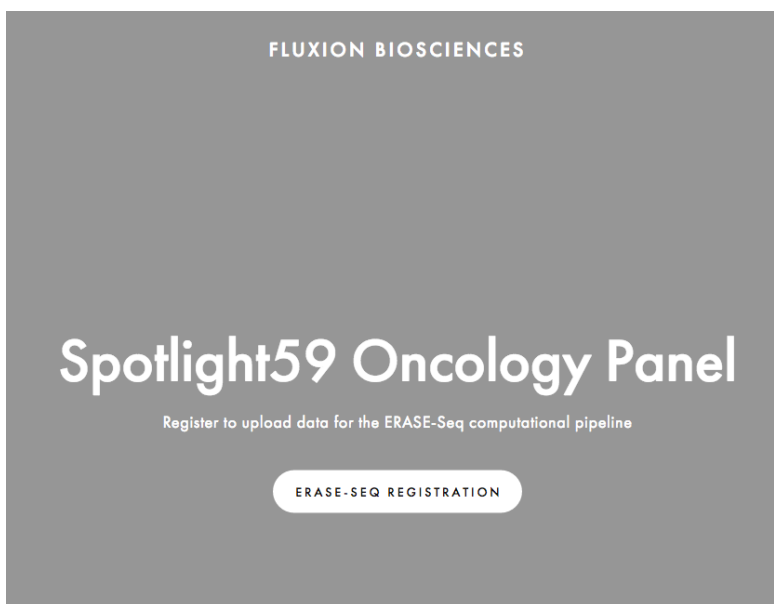 FLUXION BIOSCIENCES
Spotlight59 Oncology Panel
Register to upload data for the ERASE-Seq computational pipeline
ERASE-SEQ REGISTRATION